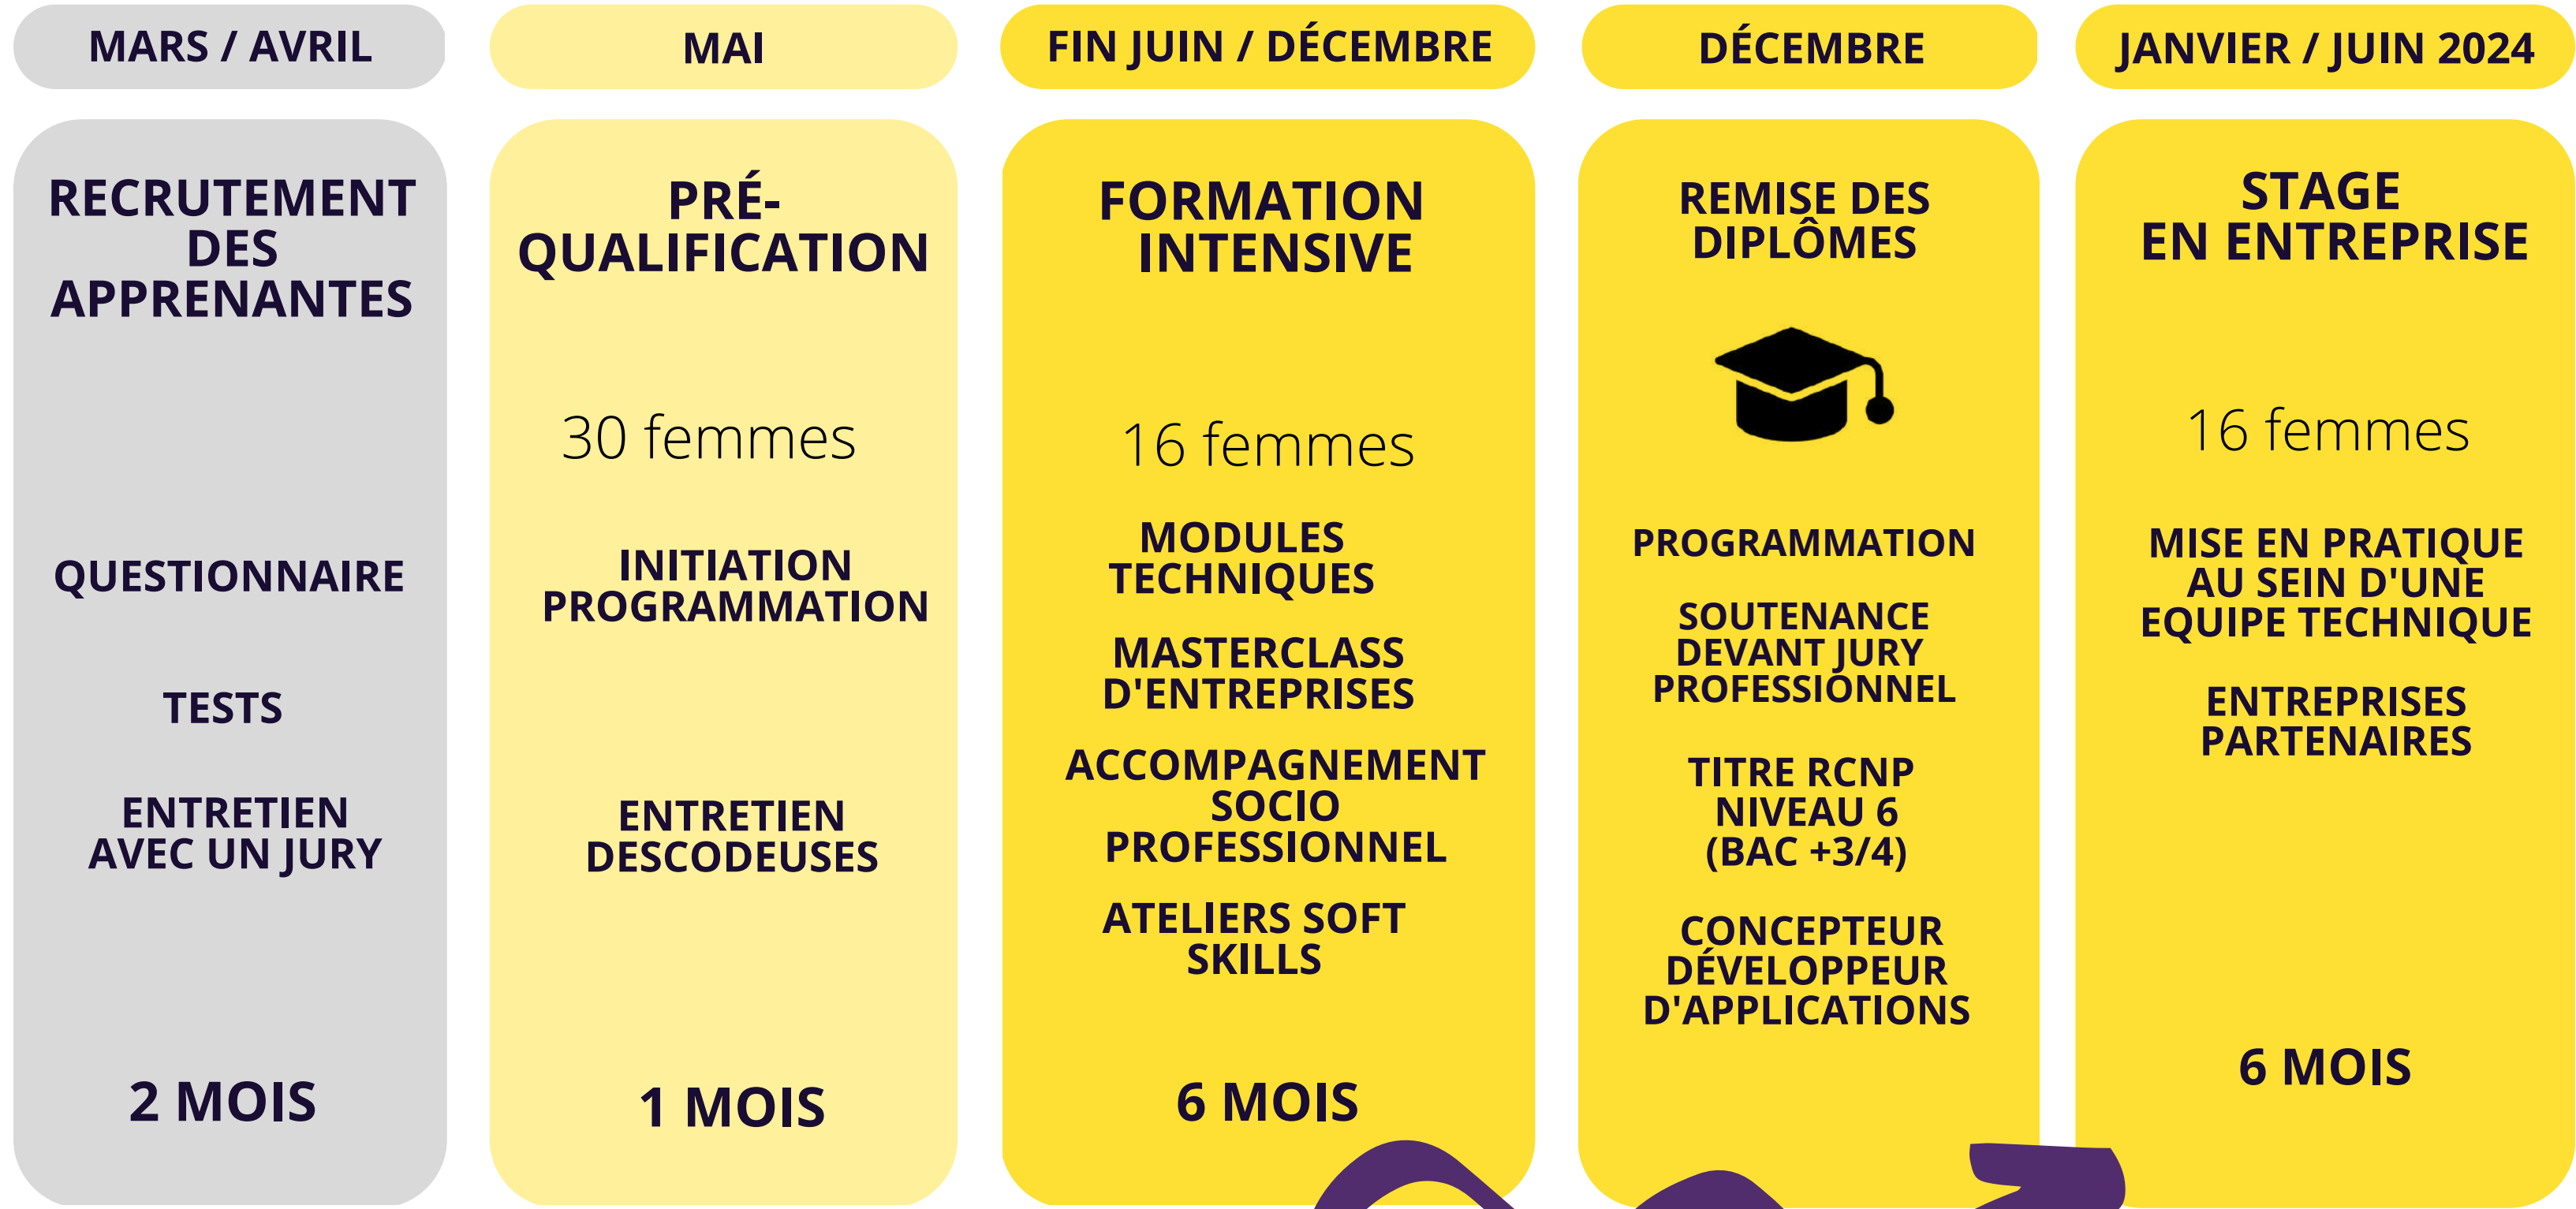 MARS / AVRIL
RECRUTEMENT
DES
APPRENANTES
QUESTIONNAIRE
TESTS
ENTRETIEN
AVEC UN JURY
2 MOIS
MAI
PRÉ-
QUALIFICATION
30 femmes
INITIATION
PROGRAMMATION
ENTRETIEN
DESCODEUSES
1 MOIS
FIN JUIN / DÉCEMBRE
FORMATION
INTENSIVE
16 femmes
MODULES
TECHNIQUES
MASTERCLASS
D'ENTREPRISES
ACCOMPAGNEMENT
SOCIO
PROFESSIONNEL
ATELIERS SOFT
SKILLS
6 MOIS
DÉCEMBRE
REMISE DES
DIPLÔMES
PROGRAMMATION
SOUTENANCE
DEVANT JURY
PROFESSIONNEL
TITRE RCNP
NIVEAU 6
(BAC +3/4)
CONCEPTEUR
DÉVELOPPEUR
D'APPLICATIONS
JANVIER / JUIN 2024
STAGE
EN ENTREPRISE
16 femmes
MISE EN PRATIQUE
AU SEIN D'UNE
EQUIPE TECHNIQUE
ENTREPRISES
PARTENAIRES
6 MOIS